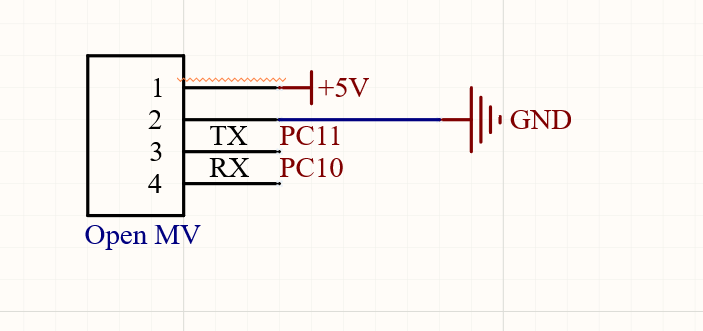 1 +5V
2 GND
TX PC11
3
RX PC10
4
Open MV